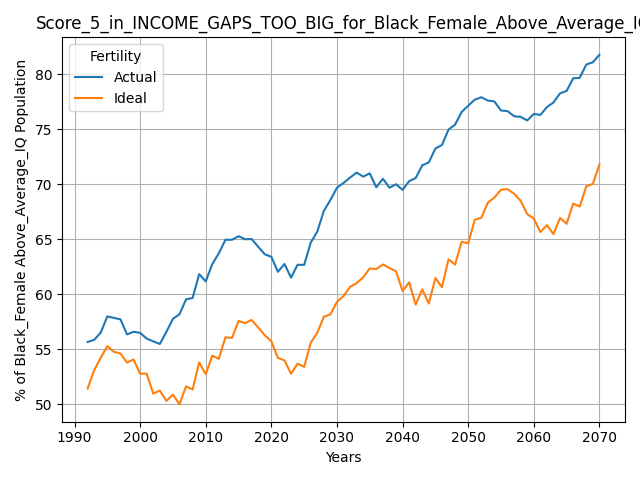 Score_5_in_INCOME_GAPS_TOO_BIG_for_Black_Female_Above_Average_IQ
Fertility
Actual
Ideal
% of Black_Female Above_Average_IQ Population
80
75
70
65
60
55
50
1990 2000 2010 2020 2030 2040 2050 2060 2070
Years